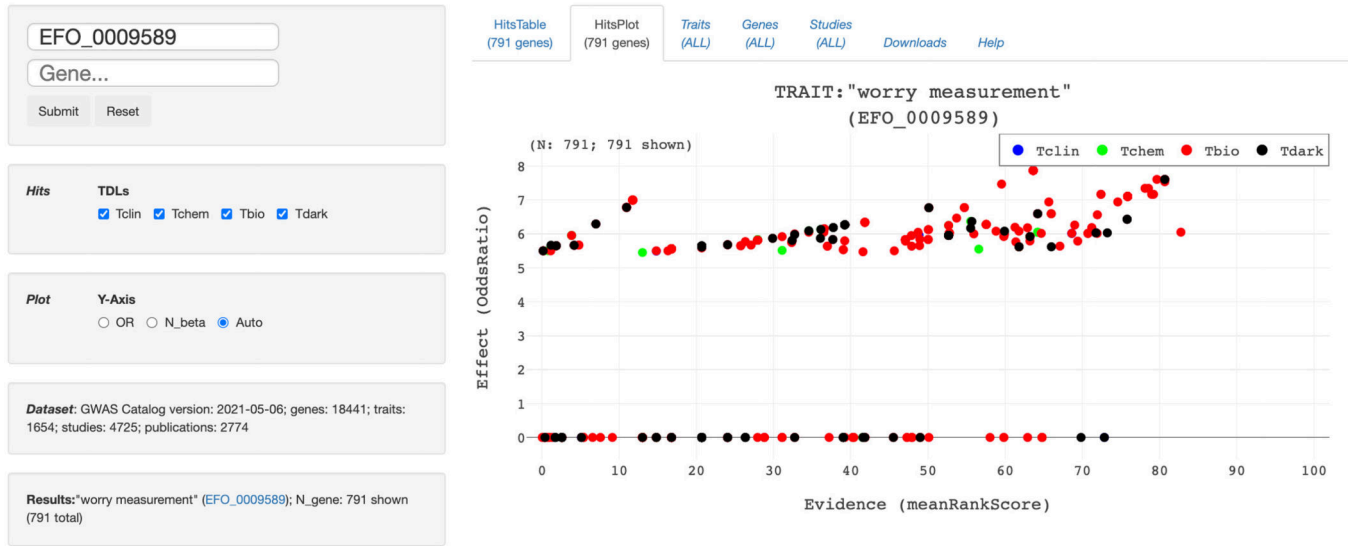 EFO_0009589
Gene...
Submit Reset
Hits TDLs
Tclin Tchem Tbio Tdark
Plot Y-Axis
OR N_beta Auto
Dataset: GWAS Catalog version: 2021-05-06; genes: 18441; traits:
1654; studies: 4725; publications: 2774
Results:"worry measurement" (EFO_0009589); N_gene: 791 shown
(791 total)
HitsTable HitsPlot Traits Genes Studies
(791 genes) (791 genes) (ALL) (ALL) (ALL) Downloads Help
TRAIT:"worry measurement"
(EFO_0009589)
(N: 791; 791 shown)
Tclin Tchem Tbio Tdark
Effect (OddsRatio)
8
7
6
5
4
3
2
1
0
0 10 20 30 40 50 60 70 80 90 100
Evidence (meanRankScore)